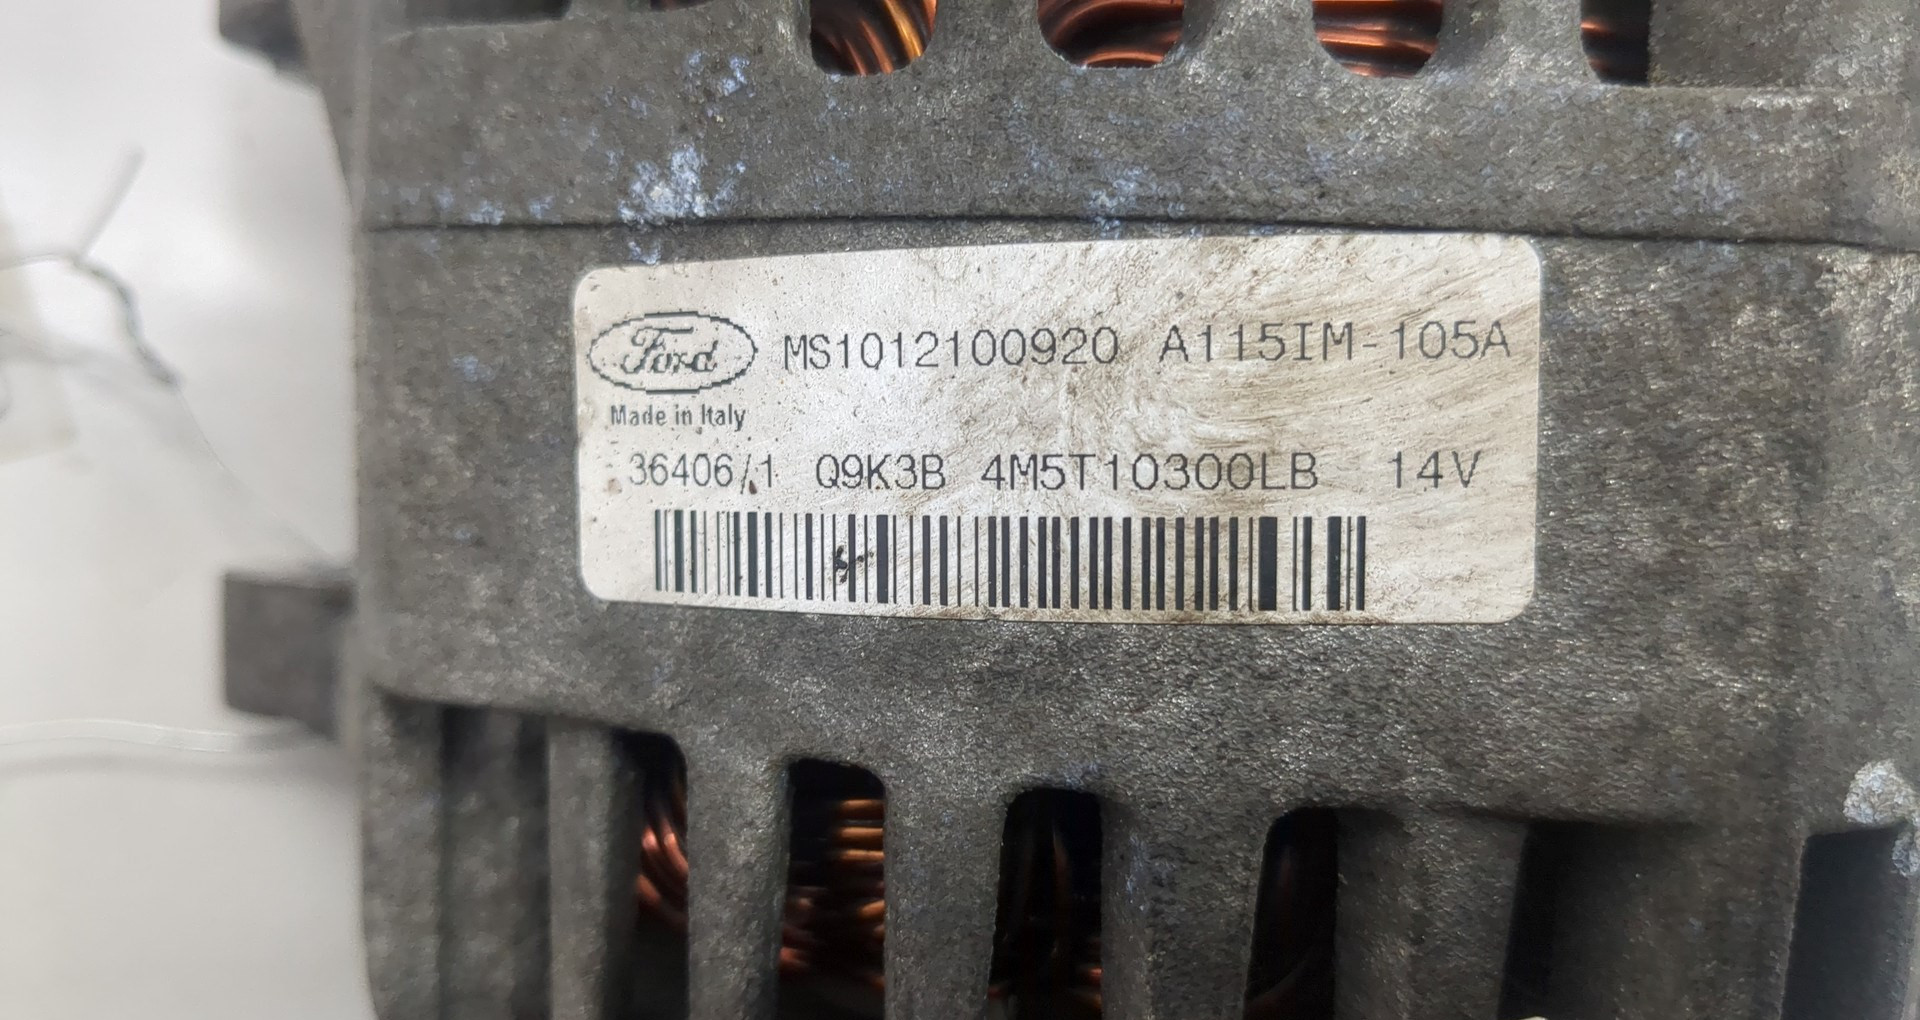 Ford MS1012100920 A115IM-105A
Made in Italy
36406/1 Q9K3B 4M5T10300LB 14V